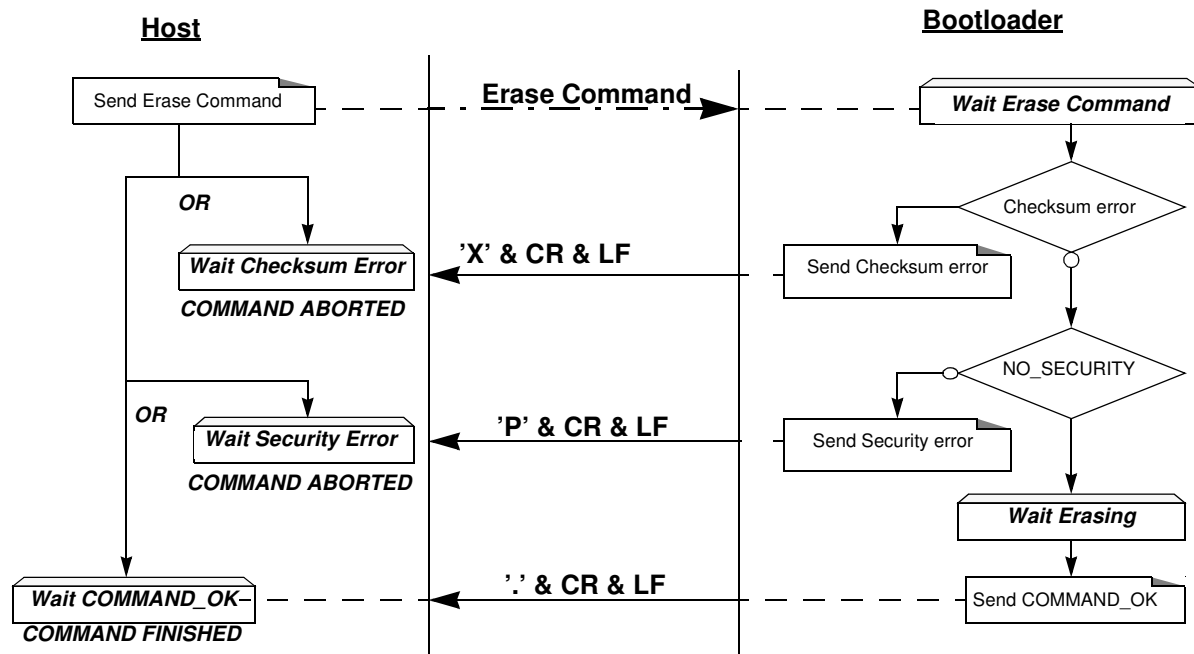 Host
Bootloader
Send Erase Command
Erase Command
Wait Erase Command
OR
Checksum error
Wait Checksum Error
'X' & CR & LF
Send Checksum error
COMMAND ABORTED
NO_SECURITY
OR
Wait Security Error
'P' & CR & LF
Send Security error
COMMAND ABORTED
Wait Erasing
Wait COMMAND_OK
'.' & CR & LF
Send COMMAND_OK
COMMAND FINISHED